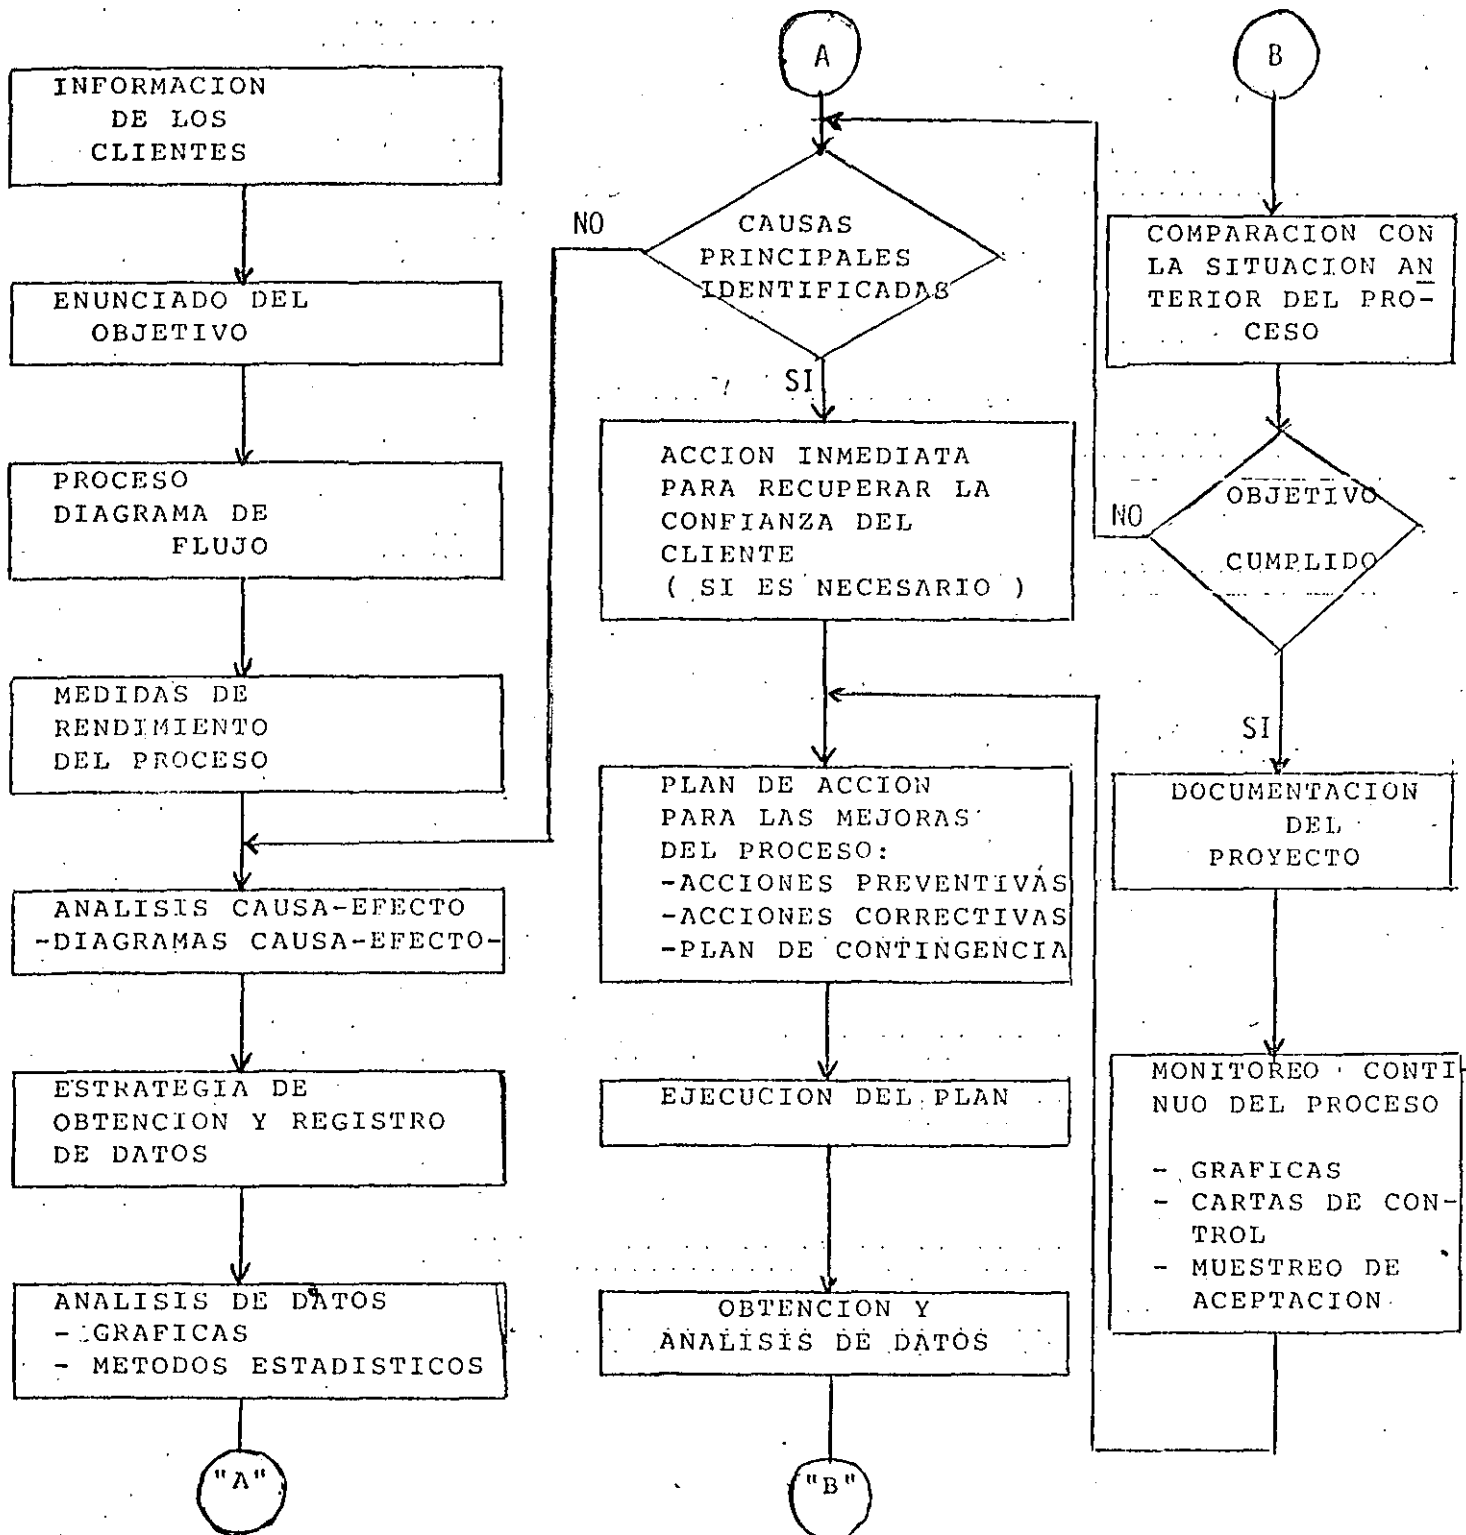 INFORMACION
DE LOS
CLIENTES
ENUNCIADO DEL
OBJETIVO
PROCESO
DIAGRAMA DE
FLUJO
MEDIDAS DE
RENDIMIENTO
DEL PROCESO
ANALISIS CAUSA-EFECTO
-DIAGRAMAS CAUSA-EFECTO-
ESTRATEGIA DE
OBTENCION Y REGISTRO
DE DATOS
ANALISIS DE DATOS
- GRAFICAS
- METODOS ESTADISTICOS
"A"
A
NO
CAUSAS
PRINCIPALES
IDENTIFICADAS
SI
ACCION INMEDIATA
PARA RECUPERAR LA
CONFIANZA DEL
CLIENTE
( SI ES NECESARIO )
PLAN DE ACCION
PARA LAS MEJORAS
DEL PROCESO:
-ACCIONES PREVENTIVAS
-ACCIONES CORRECTIVAS
-PLAN DE CONTINGENCIA
EJECUCION DEL PLAN
OBTENCION Y
ANALISIS DE DATOS
"B"
B
COMPARACION CON
LA SITUACION AN
TERIOR DEL PRO-
CESO
NO
OBJETIVO
CUMPLIDO
SI
DOCUMENTACION
DEL
PROYECTO
MONITOREO CONTI-
NUO DEL PROCESO
- GRAFICAS
- CARTAS DE CON-
TROL
- MUESTREO DE
ACEPTACION